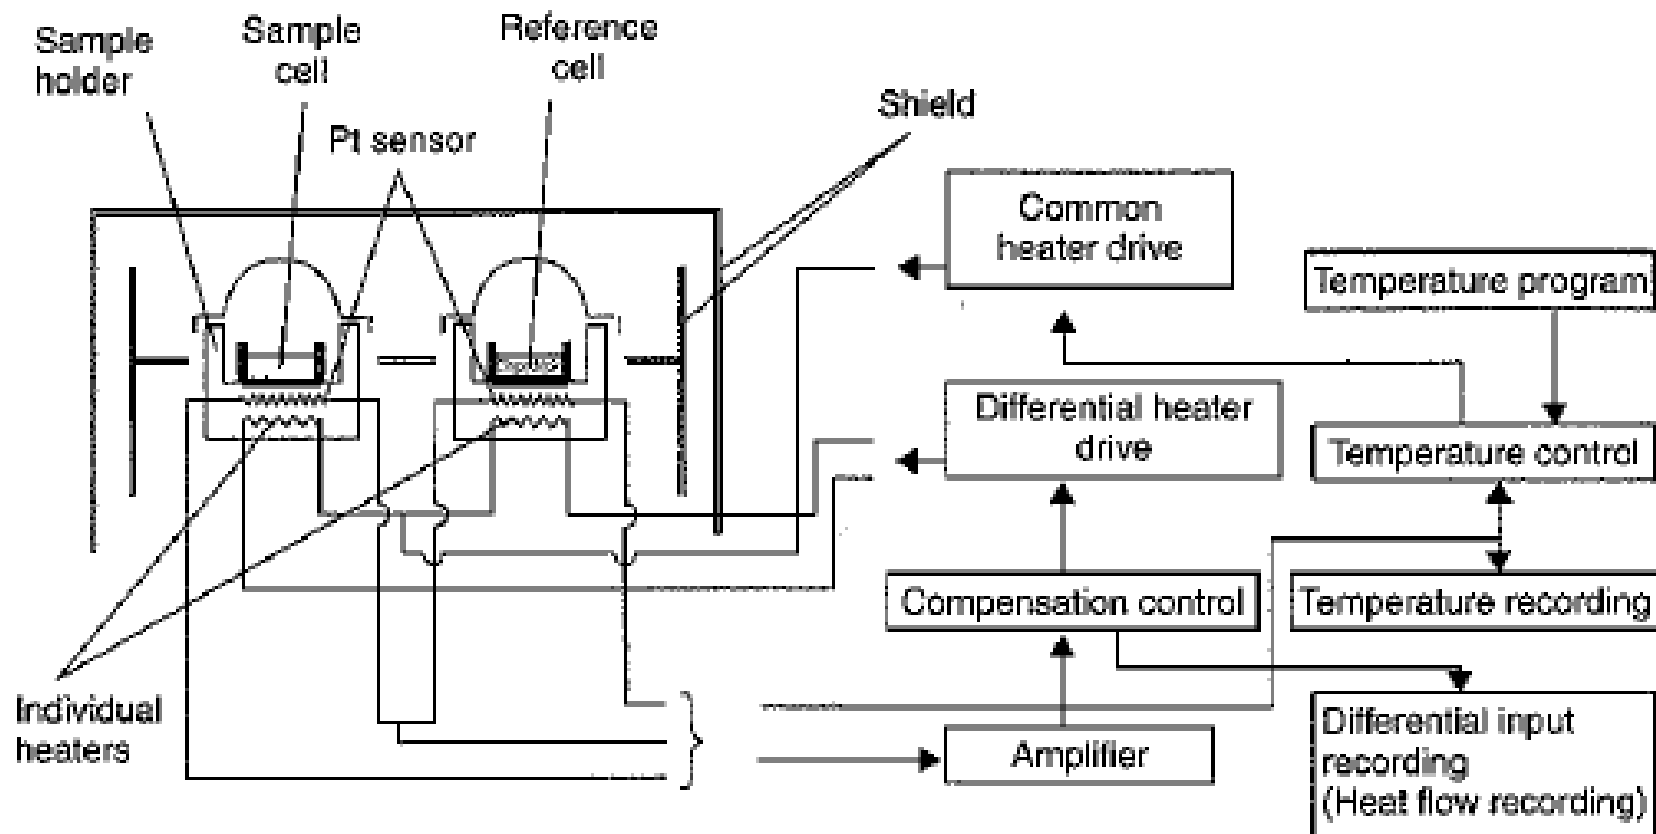 Sample
holder
Sample
cell
Reference
cell
Pt sensor
Shield
Common
heater drive
Temperature program
Differential heater
drive
Temperature control
Compensation control
Temperature recording
Individual
heaters
Amplifier
Differential input
recording
(Heat flow recording)